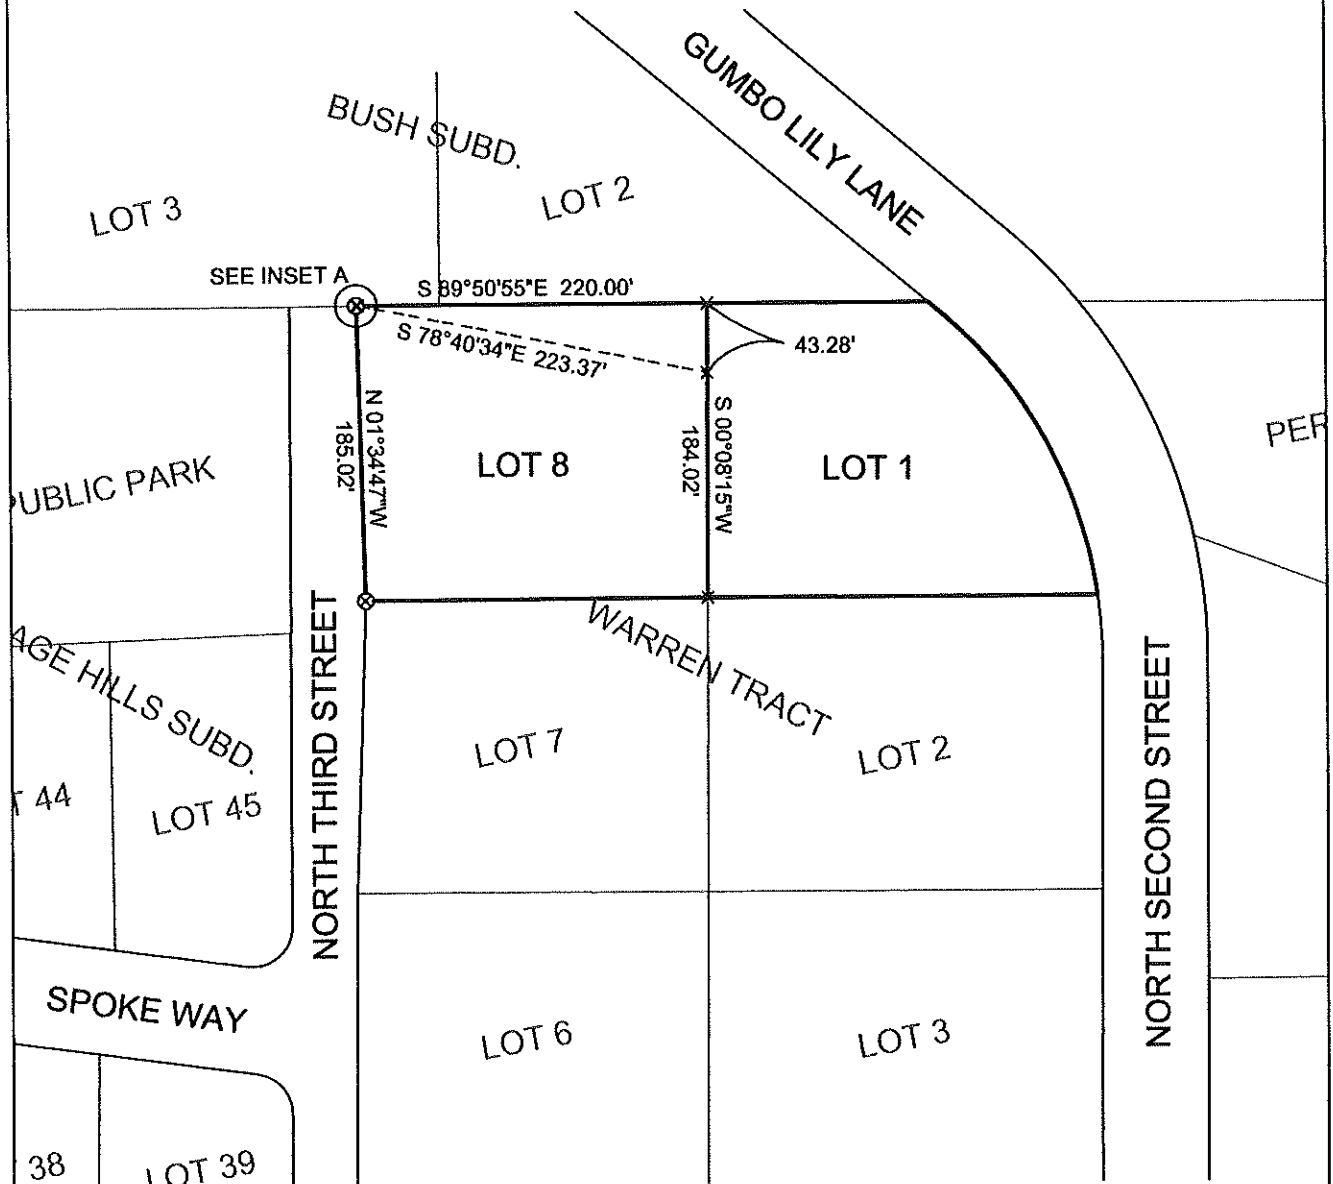 GUMBO LILY LANE
BUSH SUBD.
LOT 3
LOT 2
SEE INSET A
S 89°50'55"E 220.00'
S 78°40'34"E 223.37'
43.28'
N 01°34'47"W
185.02'
S 00°08'15"W
184.02'
LOT 8
LOT 1
PER
PUBLIC PARK
WARREN TRACT
AGE HILLS SUBD.
NORTH THIRD STREET
NORTH SECOND STREET
LOT 7
LOT 2
T 44
LOT 45
SPOKE WAY
LOT 6
LOT 3
38
LOT 39